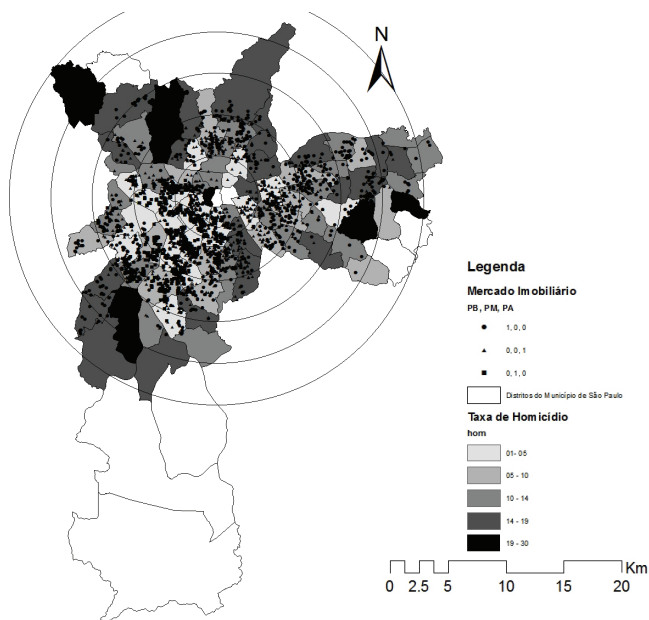 N
Legenda
Mercado Imobiliário
PB, PM, PA
1, 0, 0
0, 0, 1
0, 1, 0
Distritos do Município de São Paulo
Taxa de Homicídio
hom
01- 05
05 - 10
10 - 14
14 - 19
19 - 30
Km
0 2.5 5 10 15 20